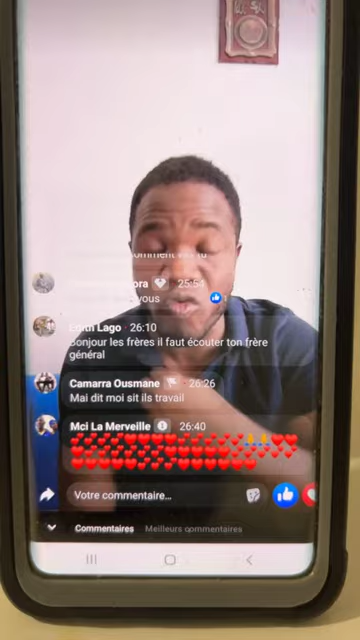 25:54
vous
Lago · 26:10
Bonjour les frères il faut écouter ton frère
général
Camarra Ousmane · 26:26
Mai dit moi sit ils travail
Mci La Merveille · 26:40
Votre commentaire...
Commentaires Meilleurs commentaires